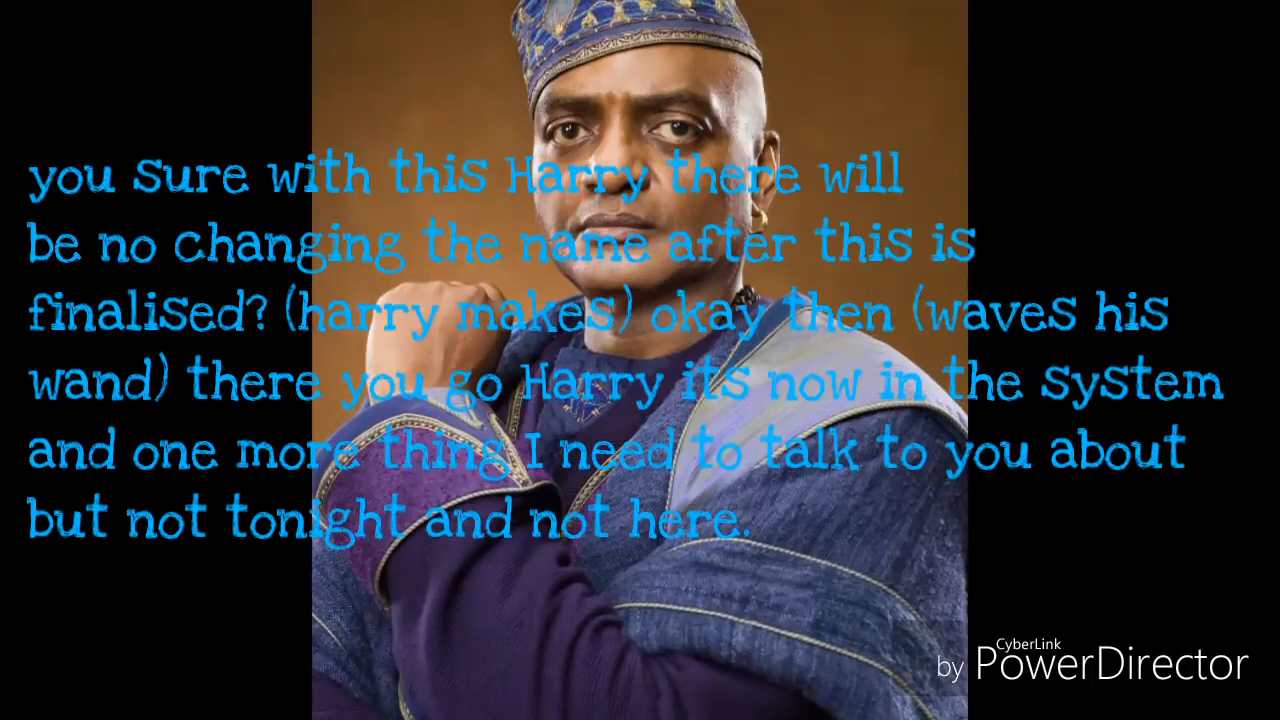 you sure with this Harry there will
be no changing the name after this is
finalised? (harry makes) okay then (waves his
wand) there you go Harry its now in the system
and one more thing I need to talk to you about
but not tonight and not here.
CyberLink
by PowerDirector